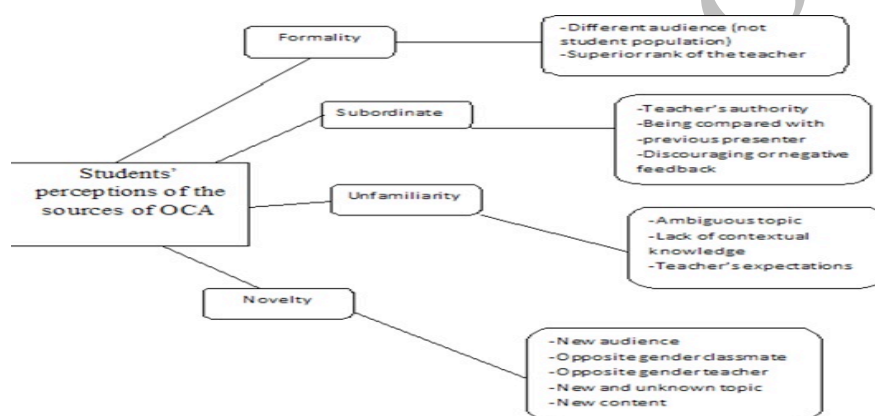 Formality
-Different audience (not
student population)
-Superior rank of the teacher
Subordinate
-Teacher's authority
-Being compared with
-previous presenter
-Discouraging or negative
feedback
Students'
perceptions of the
sources of OCA
Unfamiliarity
-Ambiguous topic
-Lack of contextual
knowledge
-Teacher's expectations
Novelty
-New audience
-Opposite gender classmate
-Opposite gender teacher
-New and unknown topic
-New content